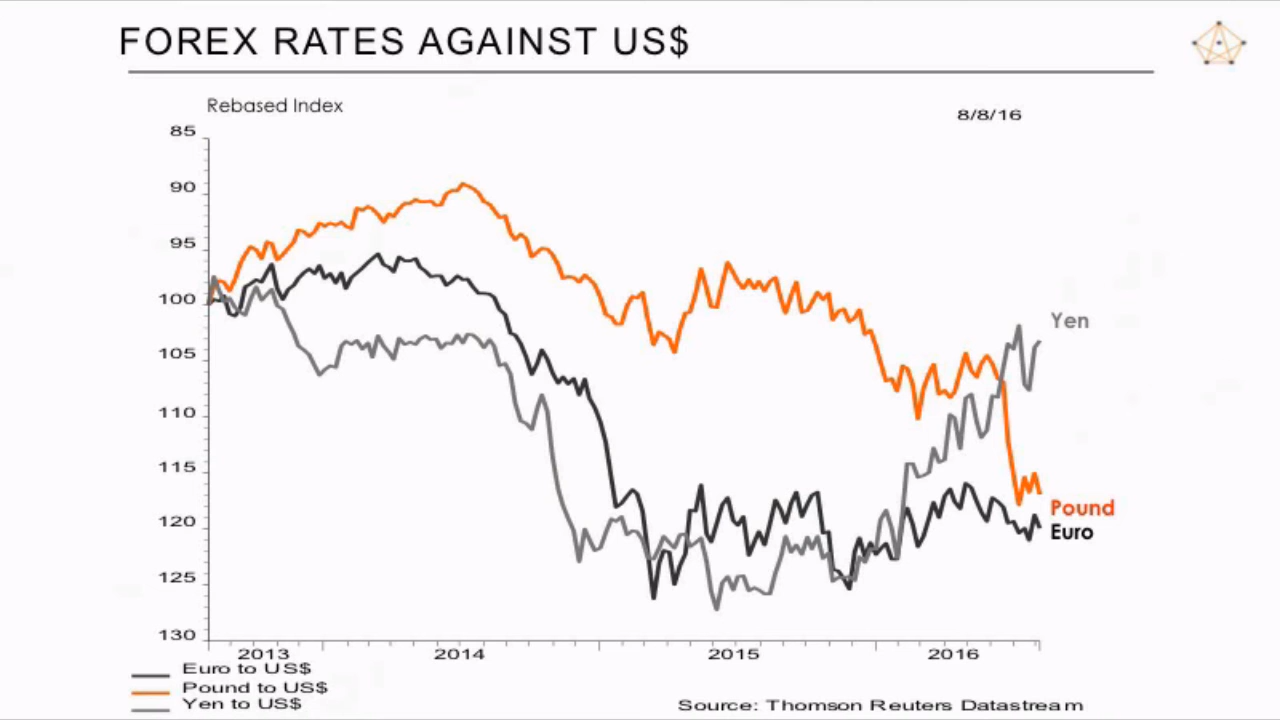 FOREX RATES AGAINST US$
Rebased Index
8/8/16
85
90
95
100
105
110
115
120
125
130
Yen
Pound
Euro
2013 2014 2015 2016
Euro to US$
Pound to US$
Yen to US$
Source: Thomson Reuters Datastream